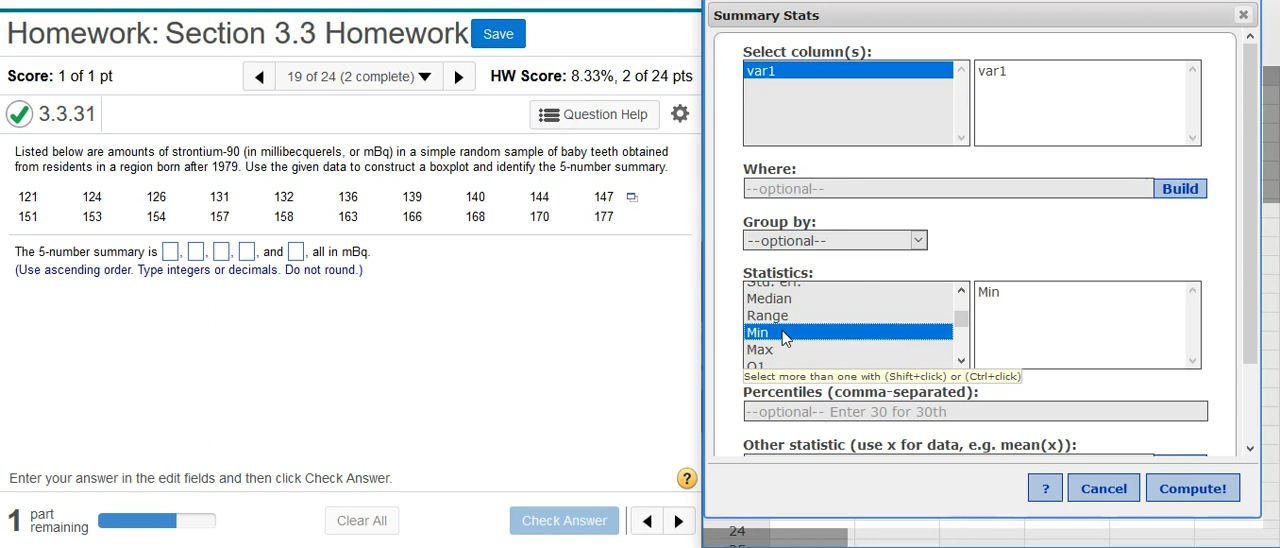 Homework: Section 3.3 Homework Save
Score: 1 of 1 pt 19 of 24 (2 complete) HW Score: 8.33%, 2 of 24 pts
3.3.31 Question Help
Listed below are amounts of strontium-90 (in millibecquerels, or mBq) in a simple random sample of baby teeth obtained
from residents in a region born after 1979. Use the given data to construct a boxplot and identify the 5-number summary.
121 124 126 131 132 136 139 140 144 147
151 153 154 157 158 163 166 168 170 177
The 5-number summary is , , , , and , all in mBq.
(Use ascending order. Type integers or decimals. Do not round.)
Enter your answer in the edit fields and then click Check Answer. ?
1 part
remaining
Clear All Check Answer
Summary Stats
Select column(s):
var1 var1
Where:
--optional-- Build
Group by:
--optional--
Statistics:
Std. err.
Median
Range
Min
Max
Q1
Min
Select more than one with (Shift+click) or (Ctrl+click)
Percentiles (comma-separated):
--optional-- Enter 30 for 30th
Other statistic (use x for data, e.g. mean(x)):
? Cancel Compute!
24